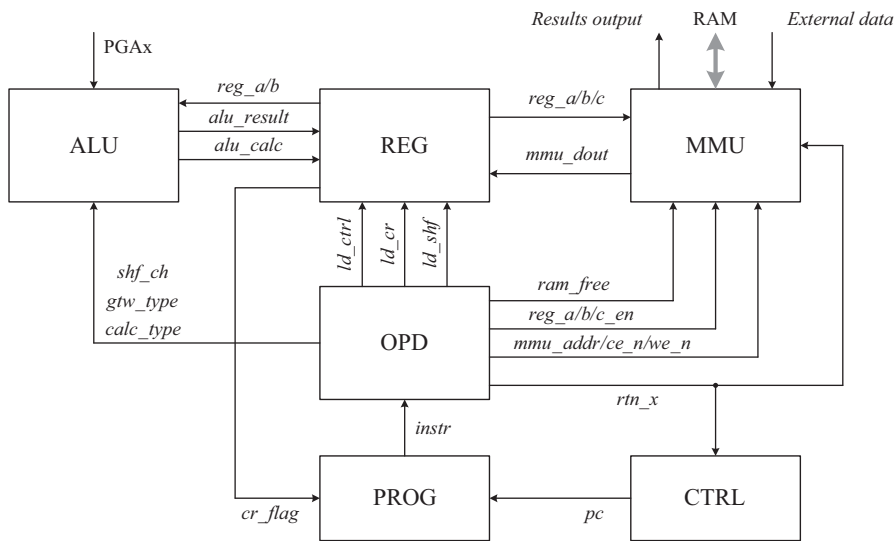 Results output
RAM
External data
PGAx
reg_a/b
alu_result
alu_calc
ALU
REG
reg_a/b/c
mmu_dout
MMU
ld_ctrl
ld_cr
ld_shf
shf_ch
gtw_type
calc_type
OPD
ram_free
reg_a/b/c_en
mmu_addr/ce_n/we_n
rtn_x
instr
cr_flag
PROG
pc
CTRL